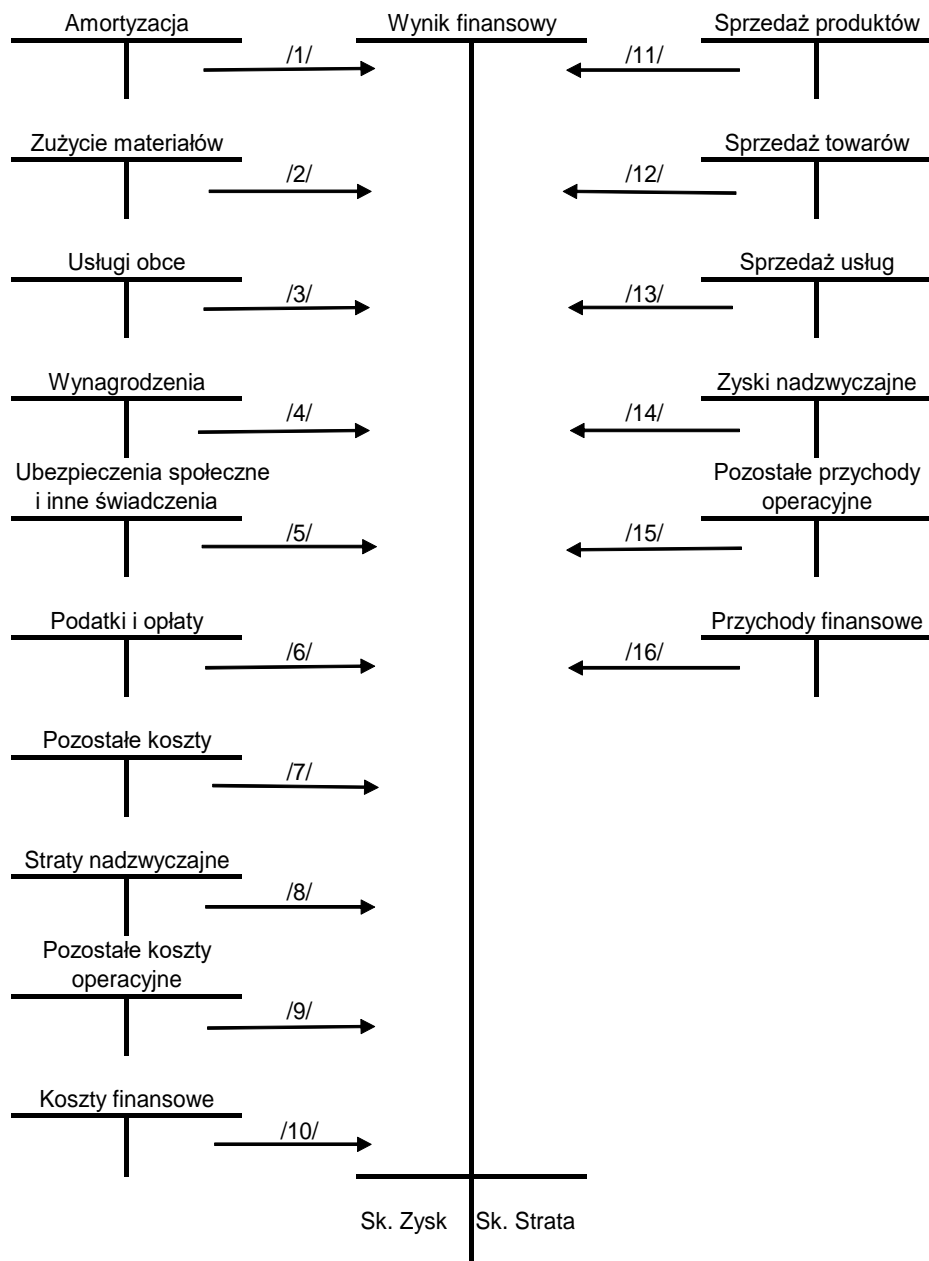 Amortyzacja
Wynik finansowy
Sprzedaż produktów
/1/
/11/
Zużycie materiałów
Sprzedaż towarów
/2/
/12/
Usługi obce
Sprzedaż usług
/3/
/13/
Wynagrodzenia
Zyski nadzwyczajne
/4/
/14/
Ubezpieczenia społeczne
i inne świadczenia
Pozostałe przychody
operacyjne
/5/
/15/
Podatki i opłaty
Przychody finansowe
/6/
/16/
Pozostałe koszty
/7/
Straty nadzwyczajne
/8/
Pozostałe koszty
operacyjne
/9/
Koszty finansowe
/10/
Sk. Zysk
Sk. Strata